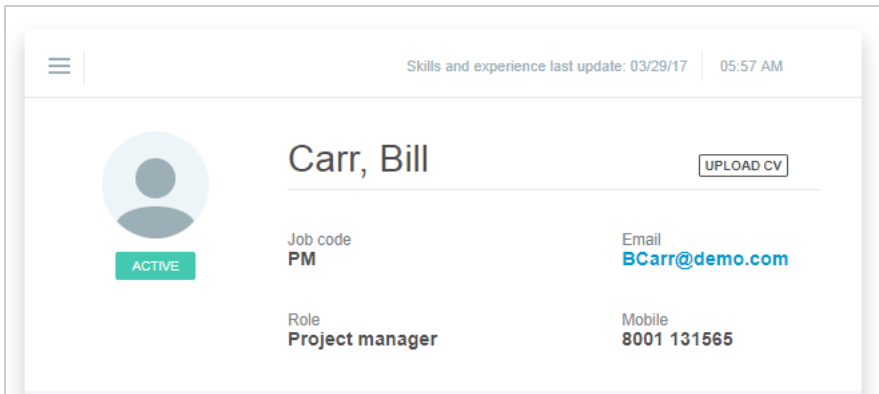 Skills and experience last update: 03/29/17 05:57 AM
Carr, Bill
UPLOAD CV
ACTIVE
Job code
PM
Email
BCarr@demo.com
Role
Project manager
Mobile
8001 131565